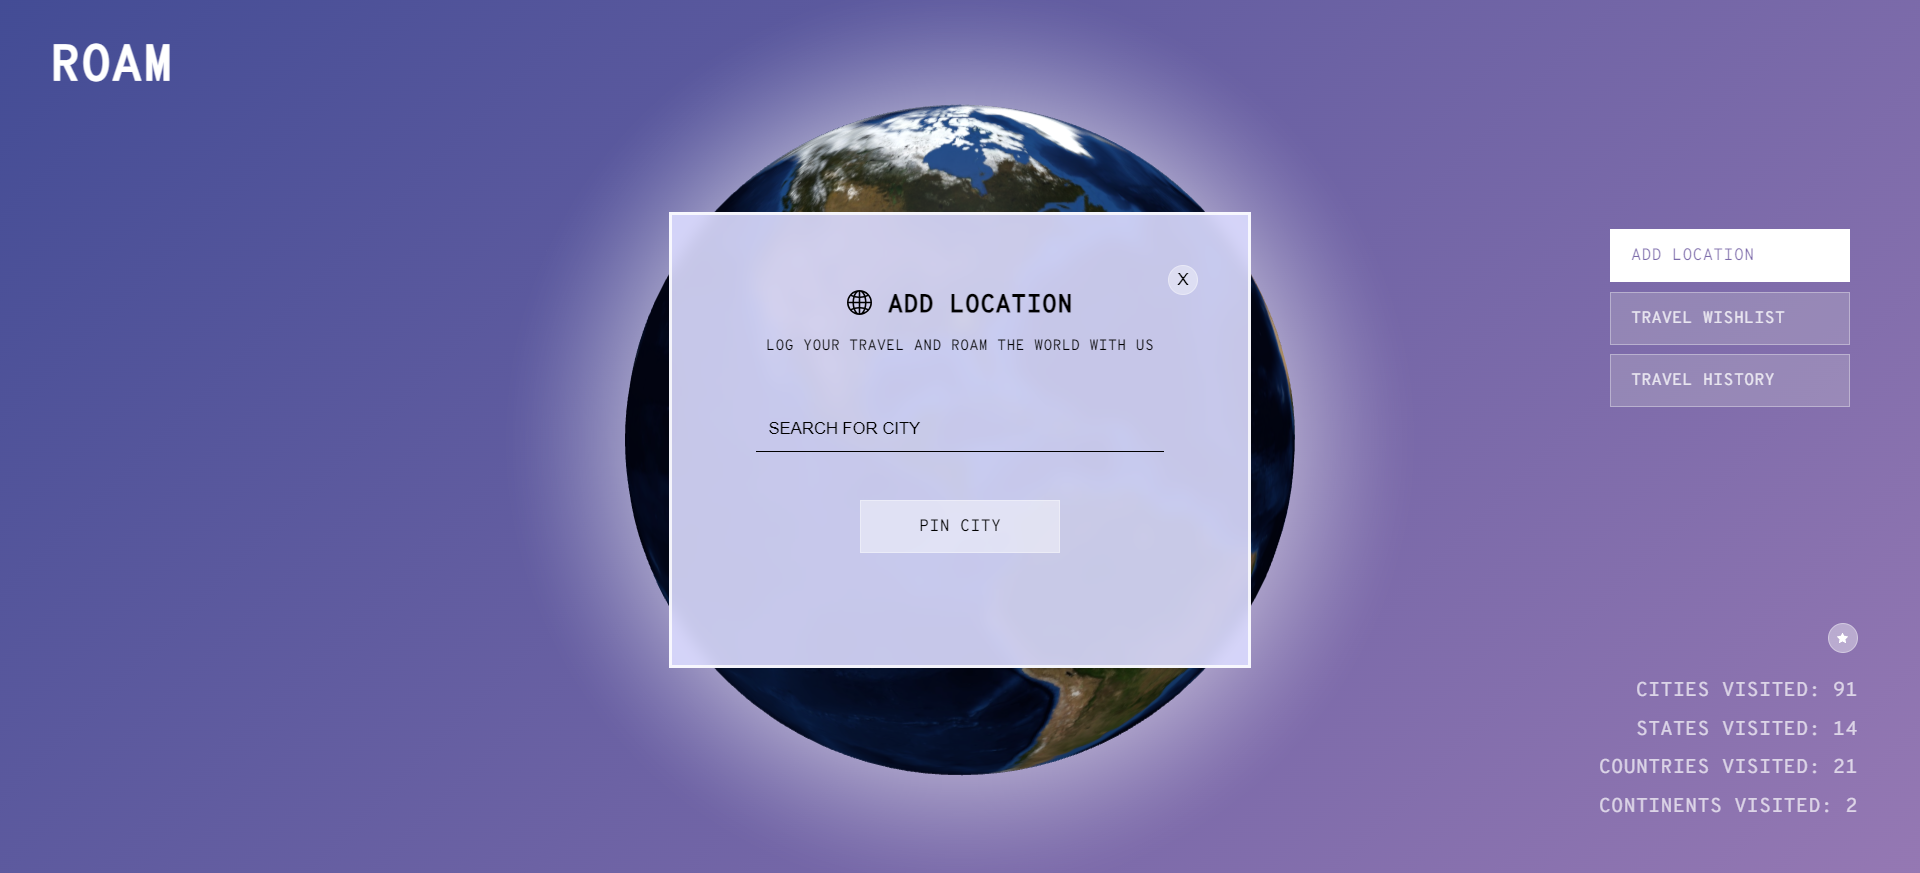 ROAM
X
ADD LOCATION
LOG YOUR TRAVEL AND ROAM THE WORLD WITH US
SEARCH FOR CITY
PIN CITY
ADD LOCATION
TRAVEL WISHLIST
TRAVEL HISTORY
CITIES VISITED: 91
STATES VISITED: 14
COUNTRIES VISITED: 21
CONTINENTS VISITED: 2